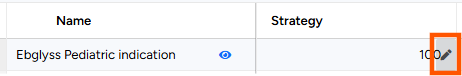 Name Strategy
Ebglyss Pediatric indication 100